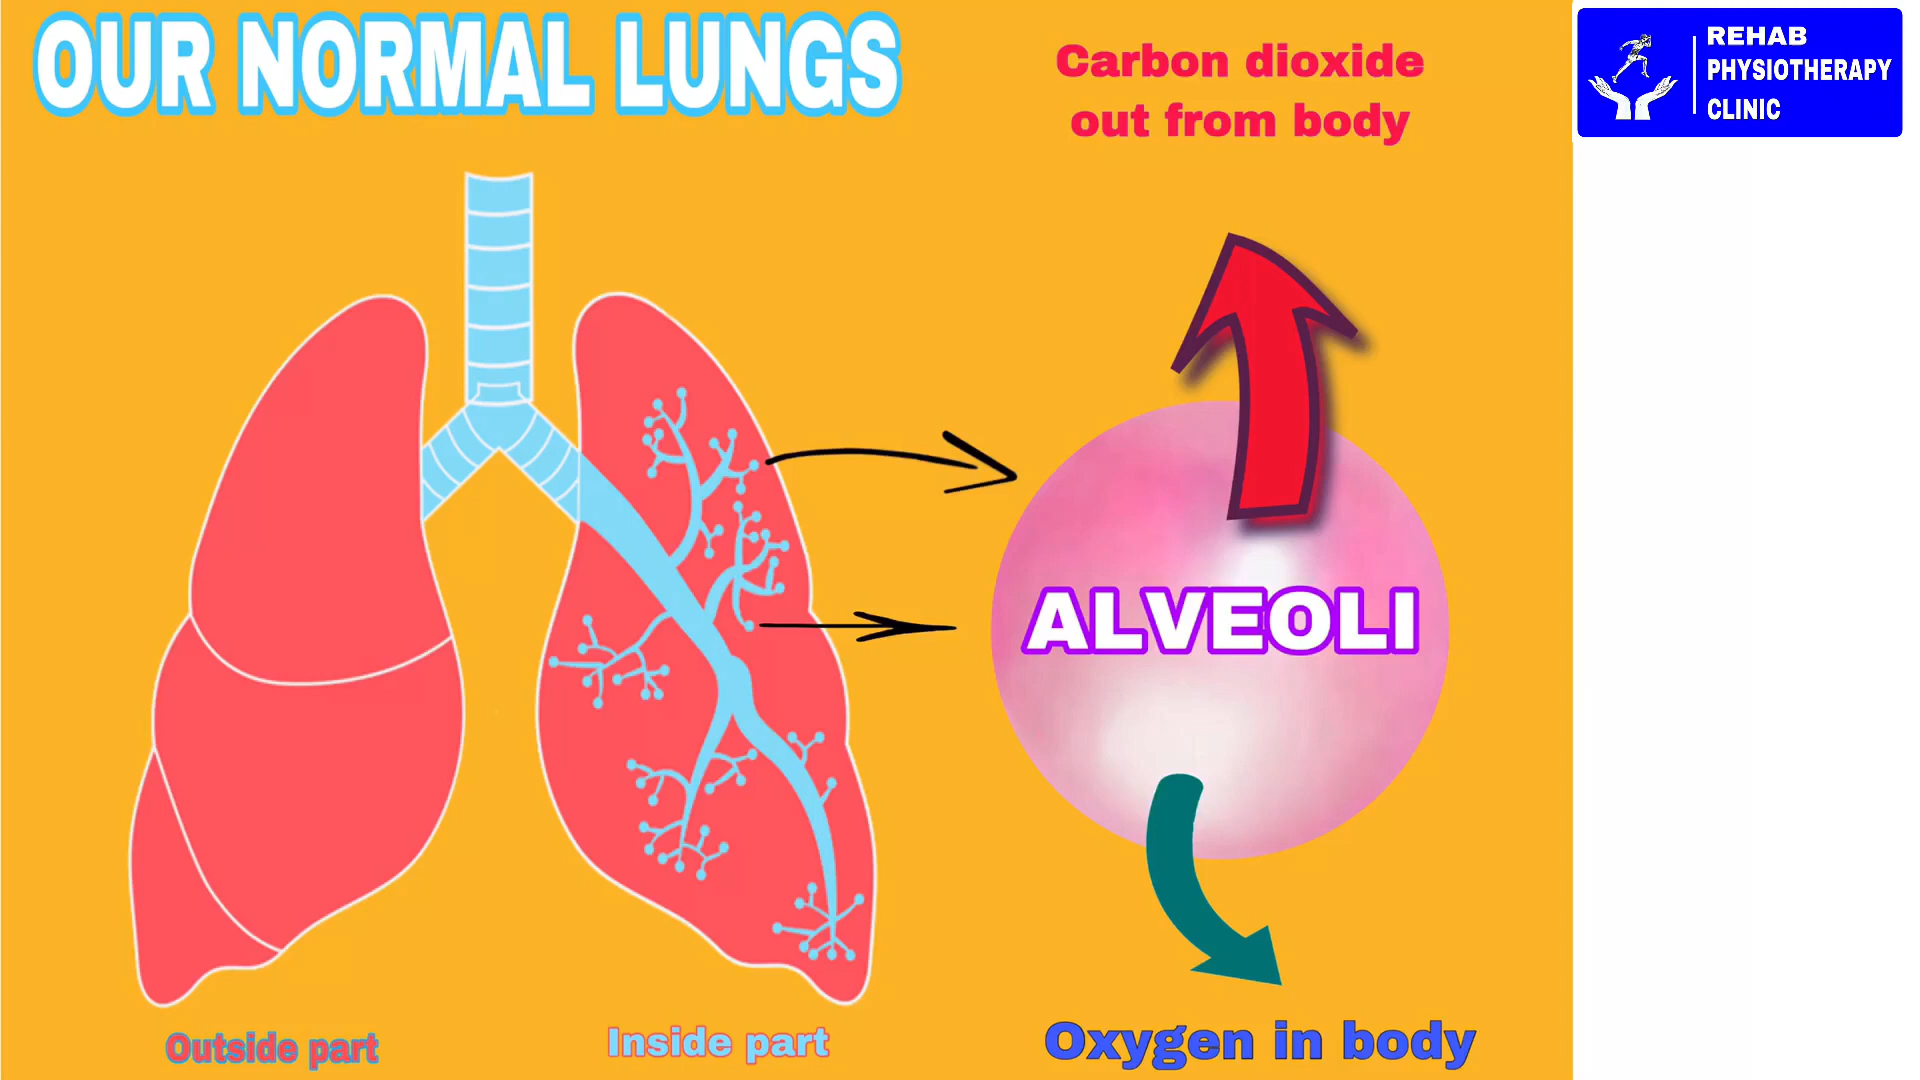 OUR NORMAL LUNGS
Carbon dioxide
out from body
REHAB
PHYSIOTHERAPY
CLINIC
ALVEOLI
Outside part
Inside part
Oxygen in body